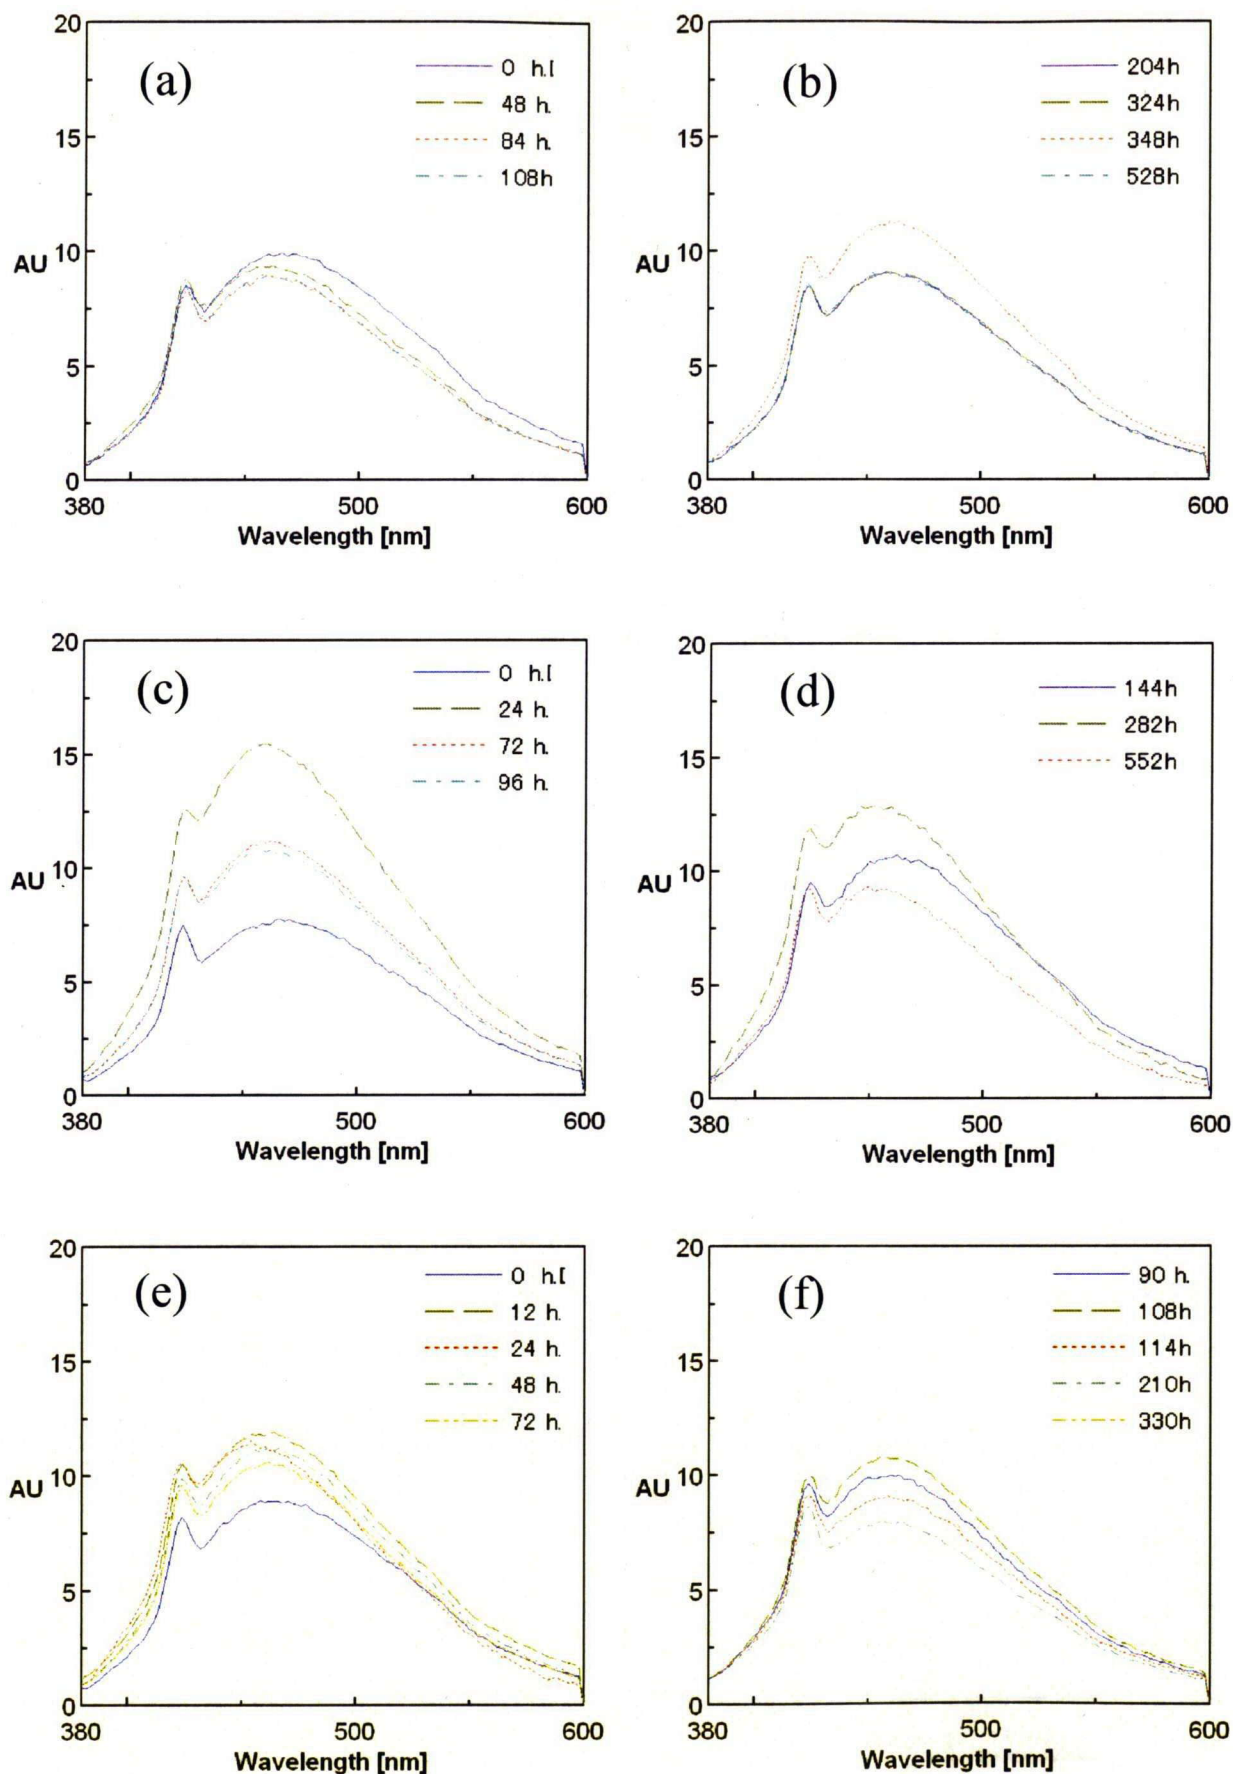 20
(a)
0 h.[
48 h.
84 h.
108h
15
10
AU
5
0
380
500
600
Wavelength [nm]
20
(b)
204h
324h
348h
528h
15
10
AU
5
0
380
500
600
Wavelength [nm]
20
(c)
0 h.[
24 h.
72 h.
96 h.
15
10
AU
5
0
380
500
600
Wavelength [nm]
20
(d)
144h
282h
552h
15
10
AU
5
0
380
500
600
Wavelength [nm]
20
(e)
0 h.[
12 h.
24 h.
48 h.
72 h.
15
10
AU
5
0
380
500
600
Wavelength [nm]
20
(f)
90 h.
108h
114h
210h
330h
15
10
AU
5
0
380
500
600
Wavelength [nm]